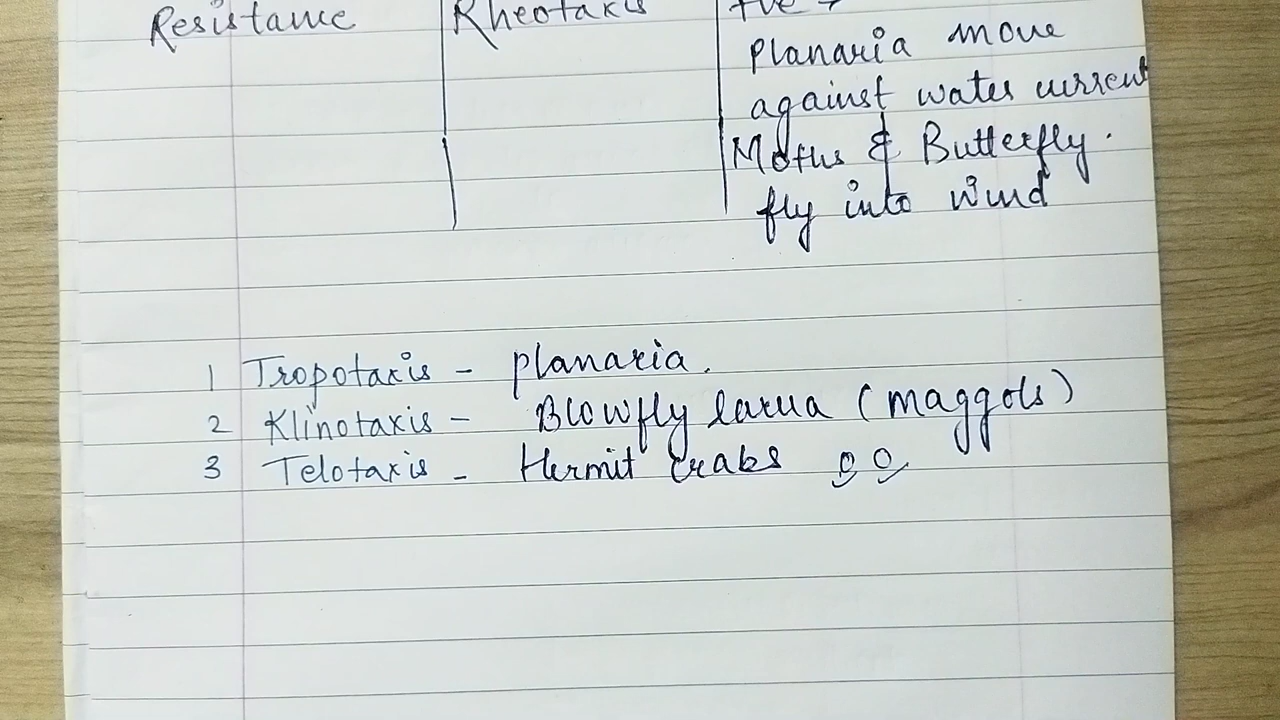 Resistance Rheotaxis +ve →
Planaria move
against water current
Moths & Butterfly.
fly into wind
1 Tropotaxis - Planaria.
2 Klinotaxis - Blowfly larva (maggots)
3 Telotaxis - Hermit crabs